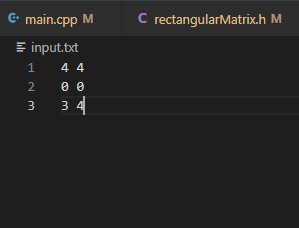 main.cpp rectangularMatrix.h
input.txt
1 4 4
2 0 0
3 3 4